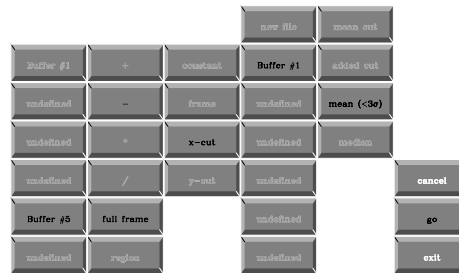 new file mean cut
Buffer #1 + constant Buffer #1 added cut
undefined - frame undefined mean (<3σ)
undefined * x-cut undefined median
undefined / y-cut undefined cancel
Buffer #5 full frame undefined go
undefined region undefined exit